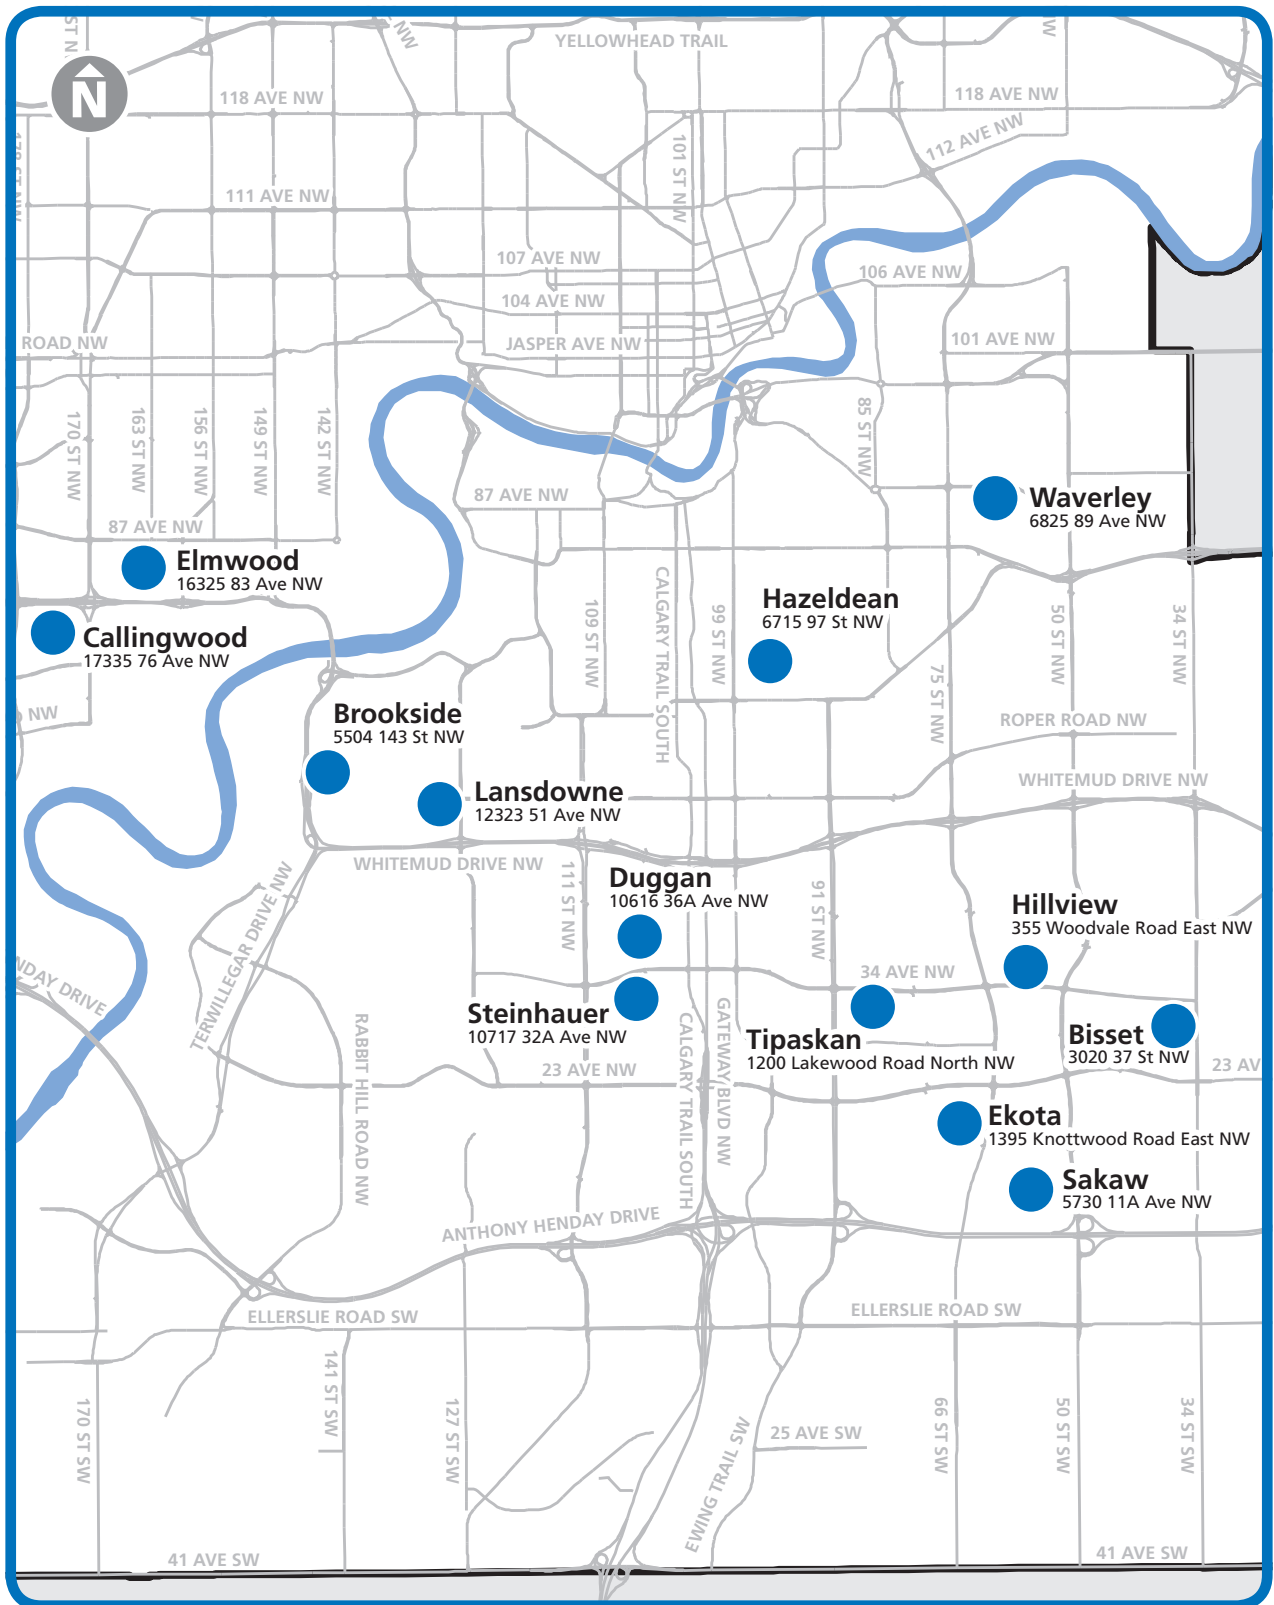 ST N
NW
YELLOWHEAD TRAIL
W
N
118 AVE NW
118 AVE NW
112 AVE NW
178 ST NW
101 ST NW
111 AVE NW
107 AVE NW
106 AVE NW
104 AVE NW
ROAD NW
JASPER AVE NW
101 AVE NW
170 ST NW
163 ST NW
156 ST NW
149 ST NW
142 ST NW
85 ST NW
87 AVE NW
87 AVE NW
Waverley
6825 89 Ave NW
Elmwood
16325 83 Ave NW
Callingwood
17335 76 Ave NW
109 ST NW
CALGARY TRAIL SOUTH
99 ST NW
Hazeldean
6715 97 St NW
50 ST NW
34 ST NW
75 ST NW
NW
Brookside
5504 143 St NW
ROPER ROAD NW
WHITEMUD DRIVE NW
Lansdowne
12323 51 Ave NW
WHITEMUD DRIVE NW
111 ST NW
Duggan
10616 36A Ave NW
91 ST NW
Hillview
355 Woodvale Road East NW
NDAY DRIVE
TERWILLEGAR DRIVE NW
34 AVE NW
Steinhauer
10717 32A Ave NW
RABBIT HILL ROAD NW
CALGARY TRAIL SOUTH
GATEWAY BLVD NW
Tipaskan
1200 Lakewood Road North NW
Bisset
3020 37 St NW
23 AVE NW
23 AV
Ekota
1395 Knottwood Road East NW
Sakaw
5730 11A Ave NW
ANTHONY HENDAY DRIVE
ELLERSLIE ROAD SW
ELLERSLIE ROAD SW
141 ST SW
170 ST SW
127 ST SW
EWING TRAIL SW
25 AVE SW
66 ST SW
50 ST SW
34 ST SW
41 AVE SW
41 AVE SW